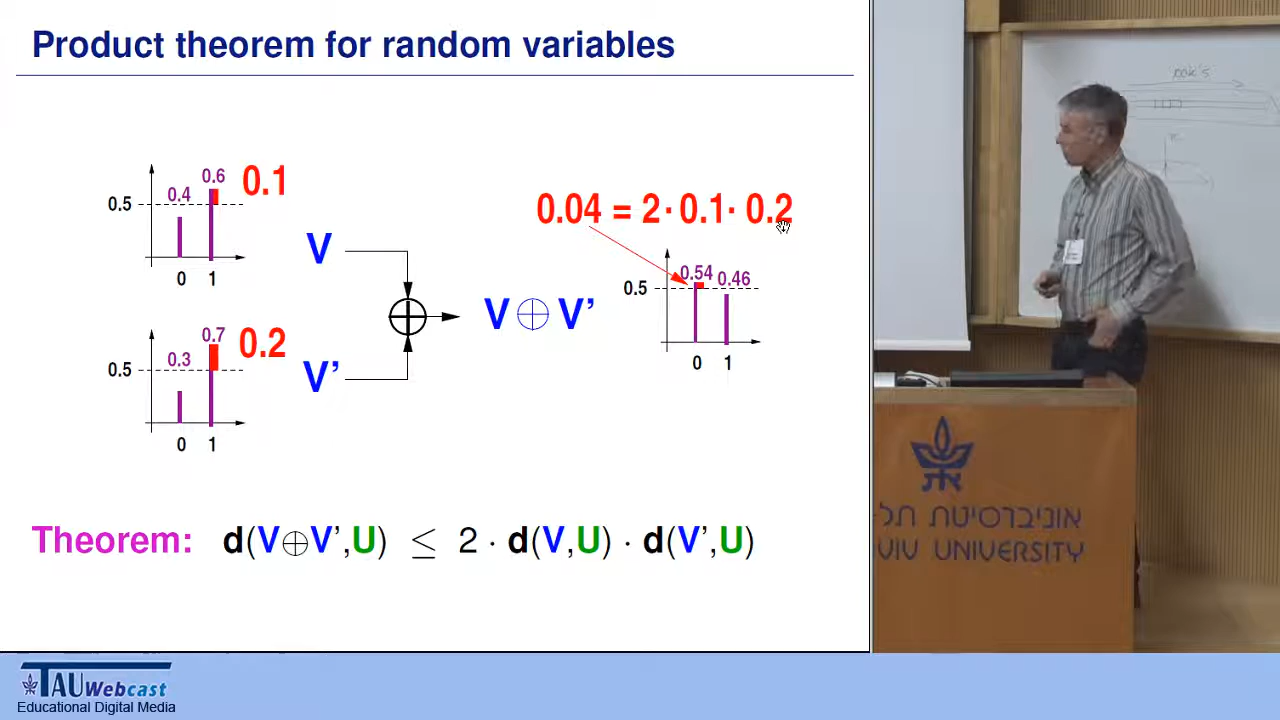 Product theorem for random variables
0.5
0.4
0.6
0.1
0
1
0.5
0.3
0.7
0.2
0
1
V
V'
V⊕V'
0.04 = 2·0.1·0.2
0.5
0.54
0.46
0
1
Theorem: d(V⊕V',U) ≤ 2·d(V,U)·d(V',U)
אוניברסיטת תל
VIV UNIVERSITY
TAU Webcast
Educational Digital Media